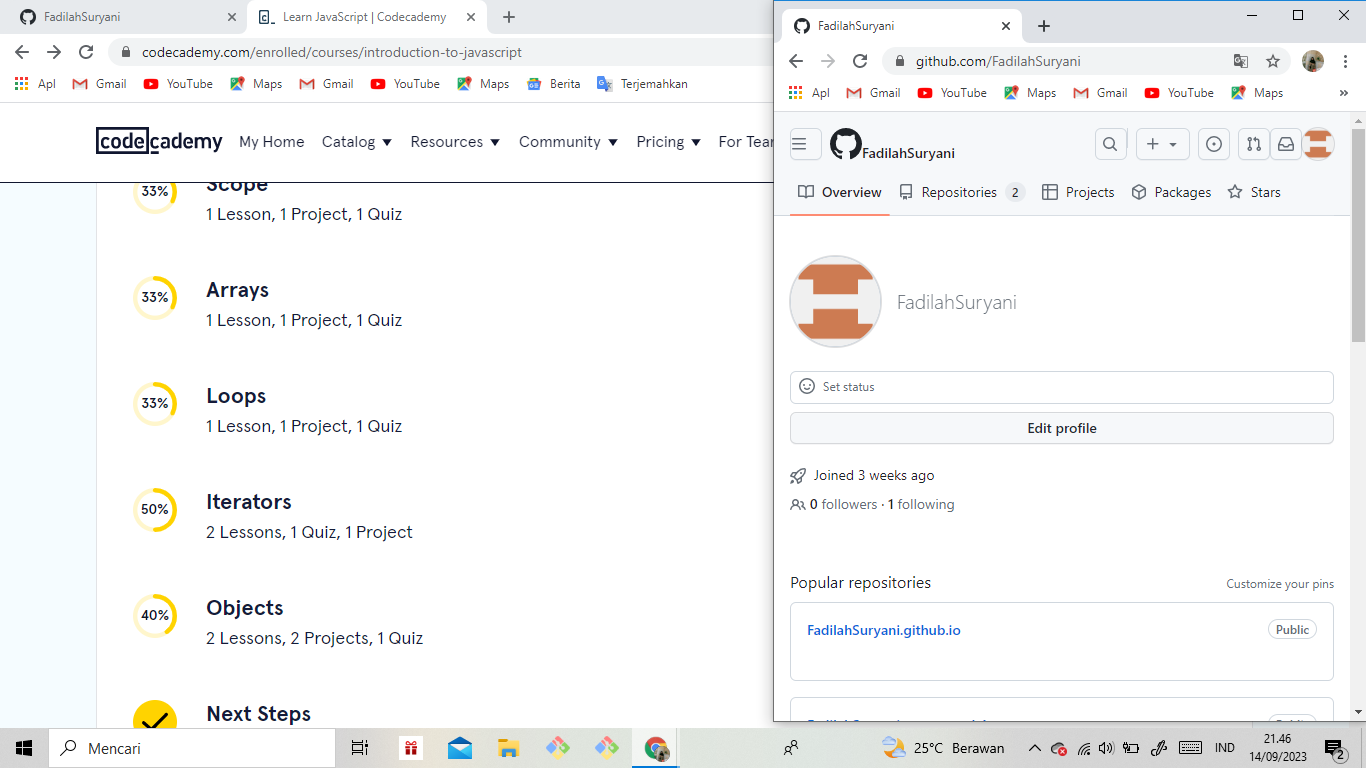 FadilahSuryani
Learn JavaScript | Codecademy
codecademy.com/enrolled/courses/introduction-to-javascript
Apl Gmail YouTube Maps Gmail YouTube Maps Berita Terjemahkan
codecademy My Home Catalog Resources Community Pricing For Tear
33% Scope
1 Lesson, 1 Project, 1 Quiz
33% Arrays
1 Lesson, 1 Project, 1 Quiz
33% Loops
1 Lesson, 1 Project, 1 Quiz
50% Iterators
2 Lessons, 1 Quiz, 1 Project
40% Objects
2 Lessons, 2 Projects, 1 Quiz
Next Steps
FadilahSuryani
github.com/FadilahSuryani
Apl Gmail YouTube Maps Gmail YouTube Maps »
FadilahSuryani
Overview Repositories 2 Projects Packages Stars
FadilahSuryani
Set status
Edit profile
Joined 3 weeks ago
0 followers · 1 following
Popular repositories Customize your pins
FadilahSuryani.github.io Public
Mencari
25°C Berawan IND 21.46
14/09/2023 2